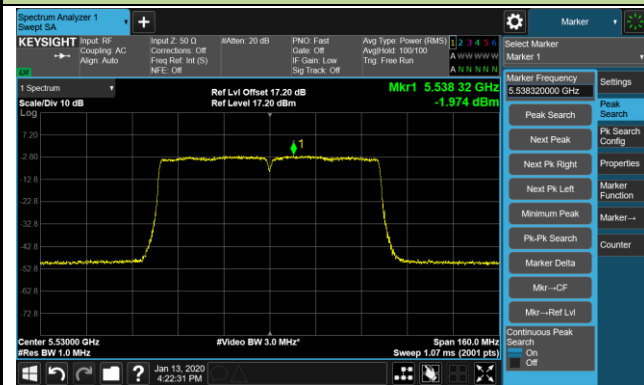 Spectrum Analyzer 1
Swept SA
Marker
KEYSIGHT
Input: RF
Coupling: AC
Align: Auto
Input Z: 50 Ω
Corrections: Off
Freq Ref: Int (S)
NFE: Off
#Atten: 20 dB
PNO: Fast
Gate: Off
IF Gain: Low
Sig Track: Off
Avg Type: Power (RMS)
Avg|Hold: 100/100
Trig: Free Run
1 2 3 4 5 6
A W W W W W
A N N N N N
Select Marker
Marker 1
1 Spectrum
Scale/Div 10 dB
Log
Ref Lvl Offset 17.20 dB
Ref Level 17.20 dBm
Mkr1 5.538 32 GHz
-1.974 dBm
7.20
-2.80
-12.8
-22.8
-32.8
-42.8
-52.8
-62.8
-72.8
1
Center 5.53000 GHz
#Res BW 1.0 MHz
#Video BW 3.0 MHz*
Span 160.0 MHz
Sweep 1.07 ms (2001 pts)
Marker Frequency
5.538320000 GHz
Peak Search
Next Peak
Next Pk Right
Next Pk Left
Minimum Peak
Pk-Pk Search
Marker Delta
Mkr→CF
Mkr→Ref Lvl
Continuous Peak
Search
On
Off
Settings
Peak
Search
Pk Search
Config
Properties
Marker
Function
Marker→
Counter
Jan 13, 2020
4:22:31 PM